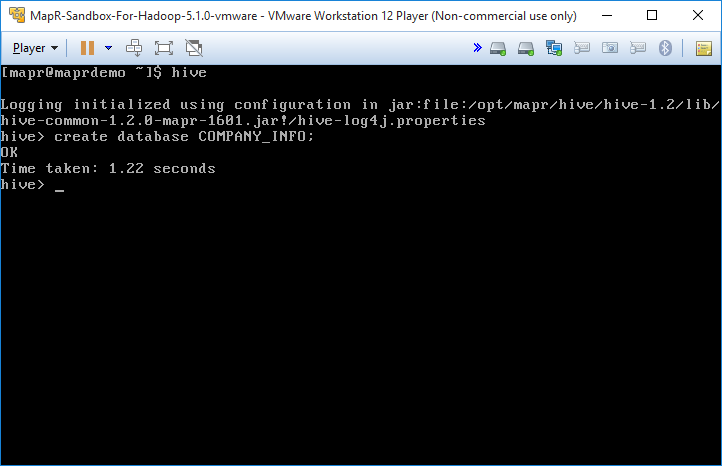 MapR-Sandbox-For-Hadoop-5.1.0-vmware - VMware Workstation 12 Player (Non-commercial use only)
Player
[mapr@maprdemo ~]$ hive
Logging initialized using configuration in jar:file:/opt/mapr/hive/hive-1.2/lib/
hive-common-1.2.0-mapr-1601.jar!/hive-log4j.properties
hive> create database COMPANY_INFO;
OK
Time taken: 1.22 seconds
hive> _